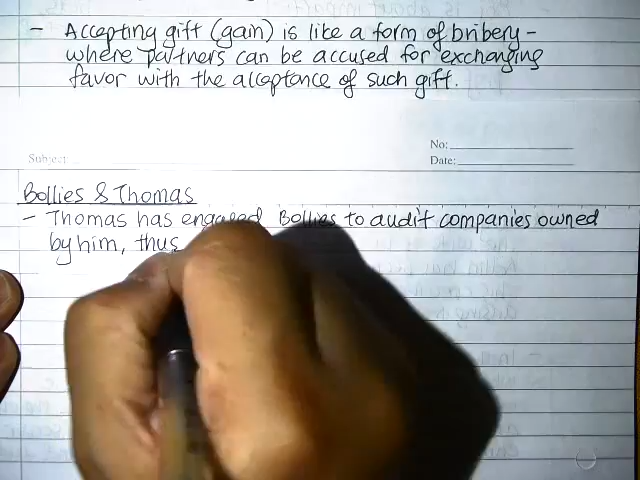 - Accepting gift (gain) is like a form of bribery -
where partners can be accused for exchanging
favor with the acceptance of such gift.
No:
Subject: Date:
Bollies & Thomas
- Thomas has engaged Bollies to audit companies owned
by him, thus